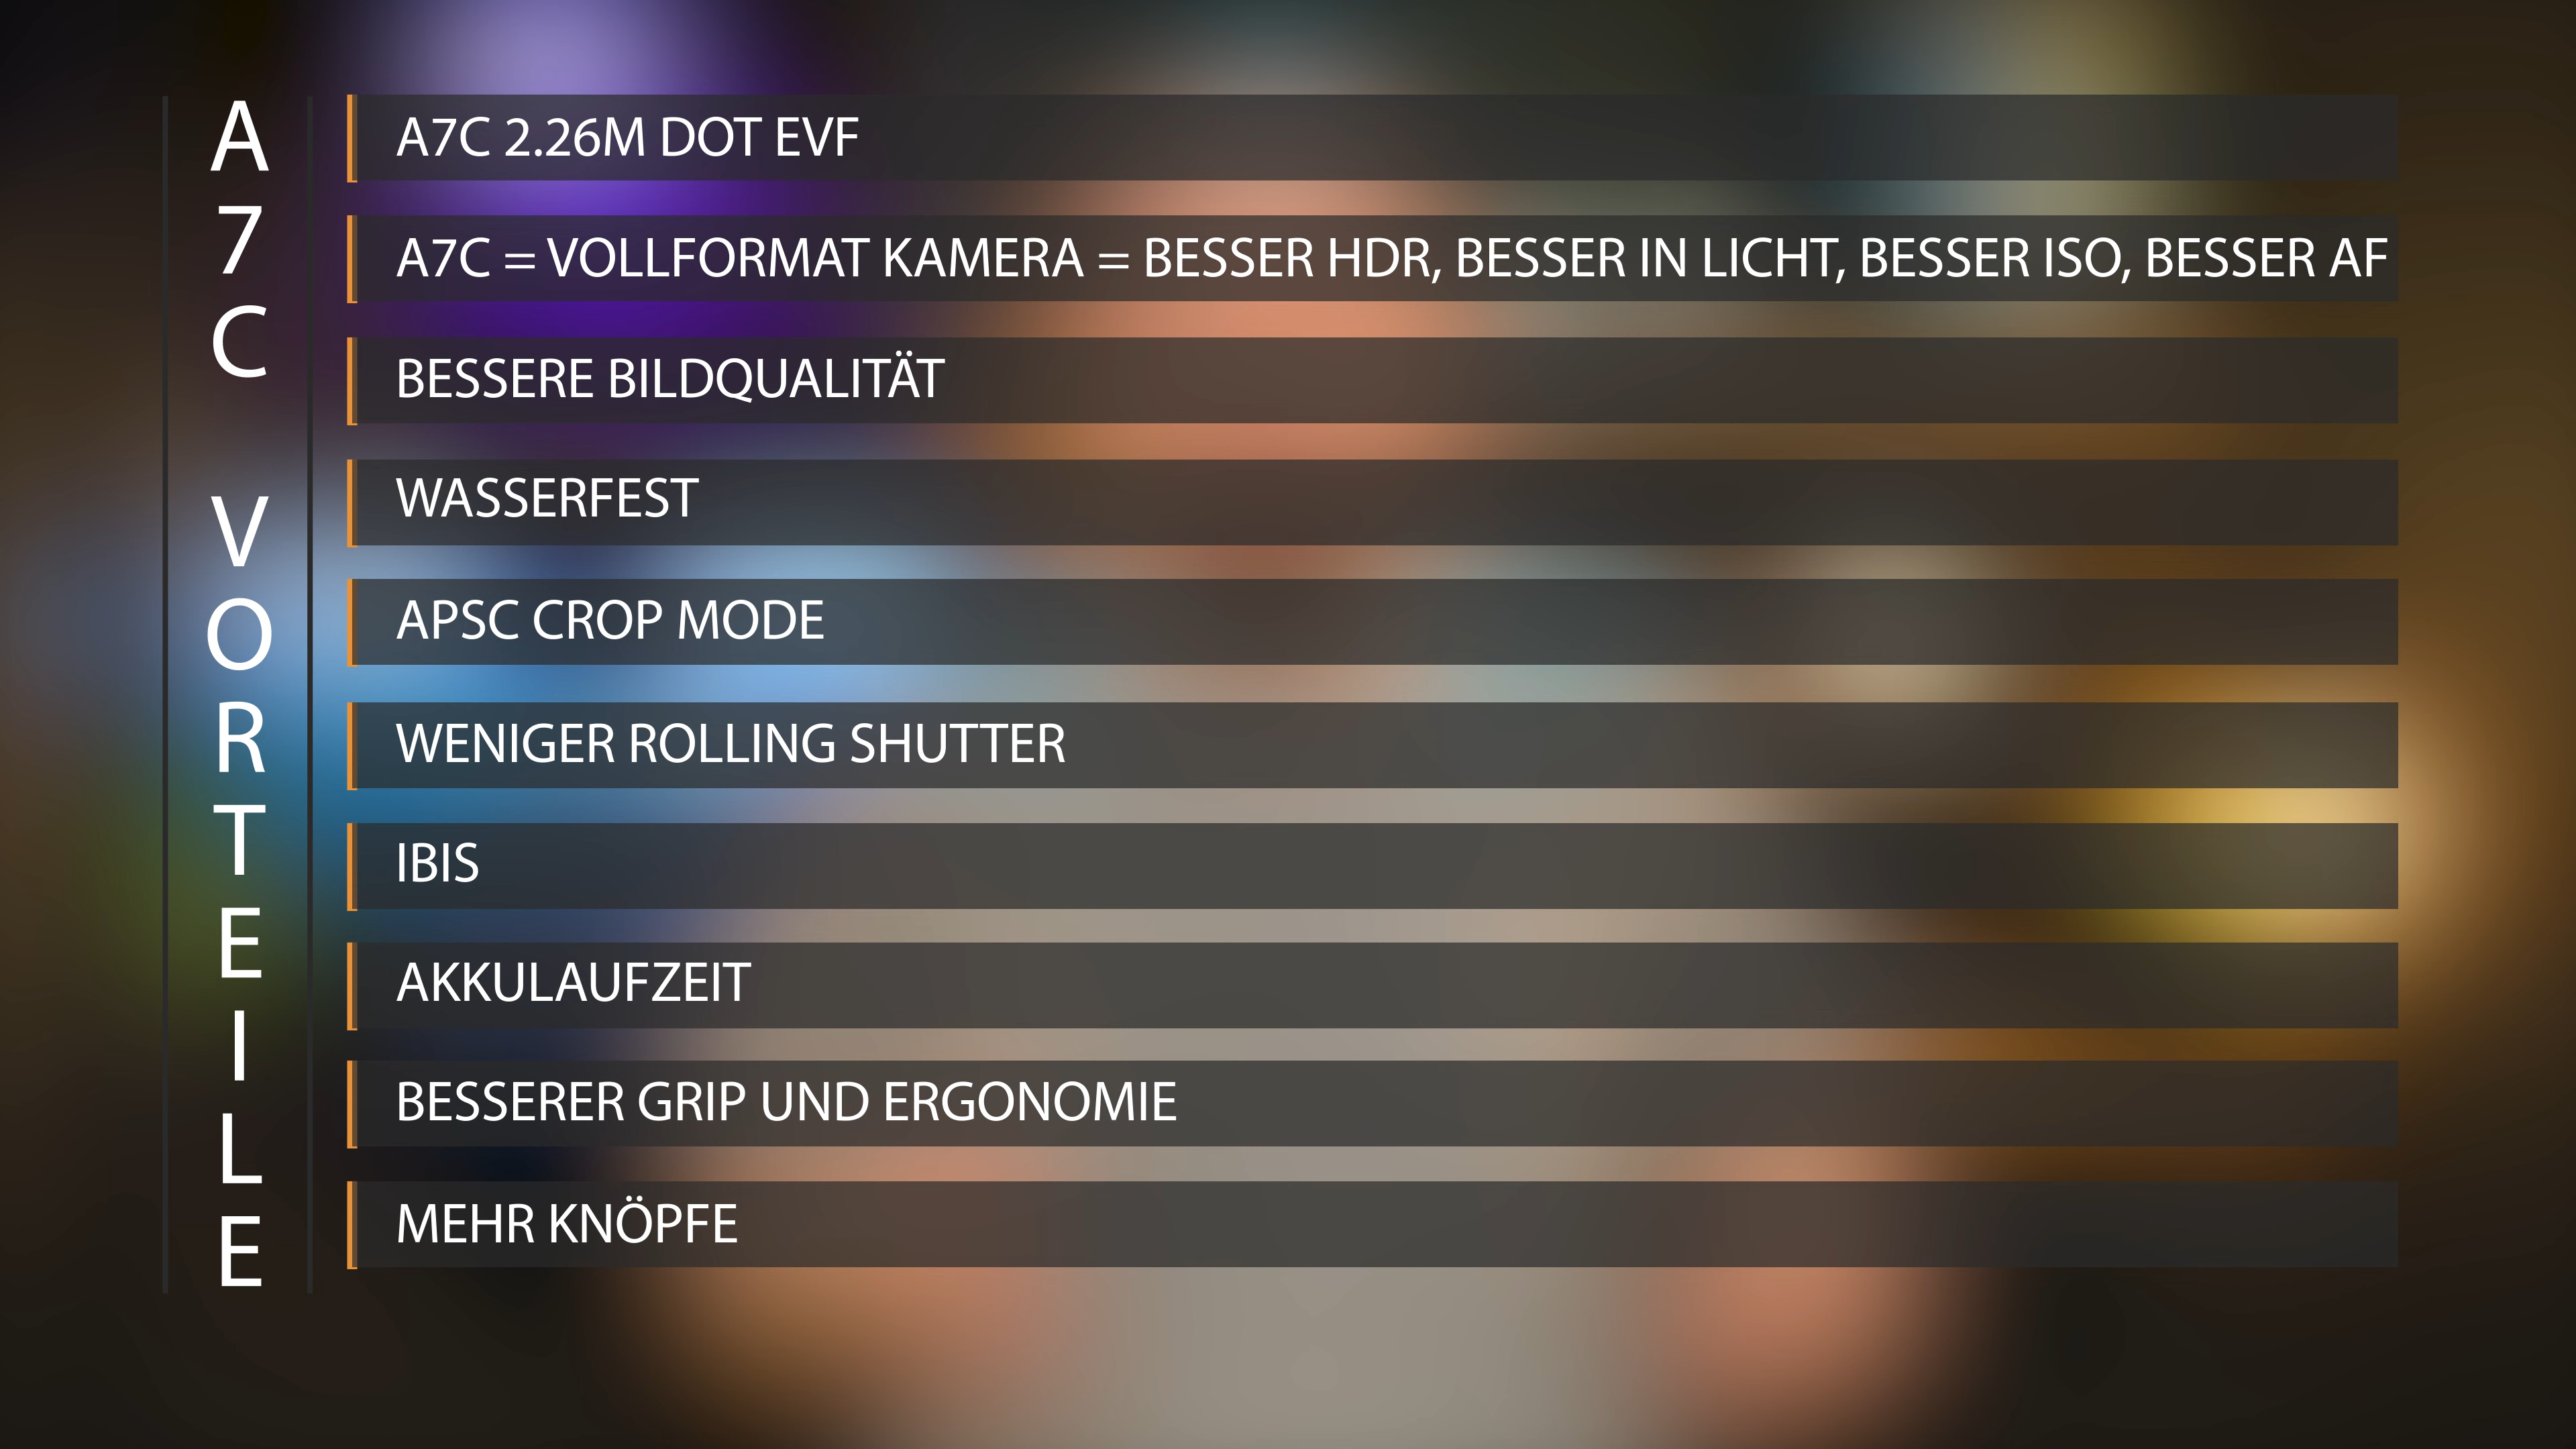 A7C VORTEILE
A7C 2.26M DOT EVF
A7C = VOLLFORMAT KAMERA = BESSER HDR, BESSER IN LICHT, BESSER ISO, BESSER AF
BESSERE BILDQUALITÄT
WASSERFEST
APSC CROP MODE
WENIGER ROLLING SHUTTER
IBIS
AKKULAUFZEIT
BESSERER GRIP UND ERGONOMIE
MEHR KNÖPFE